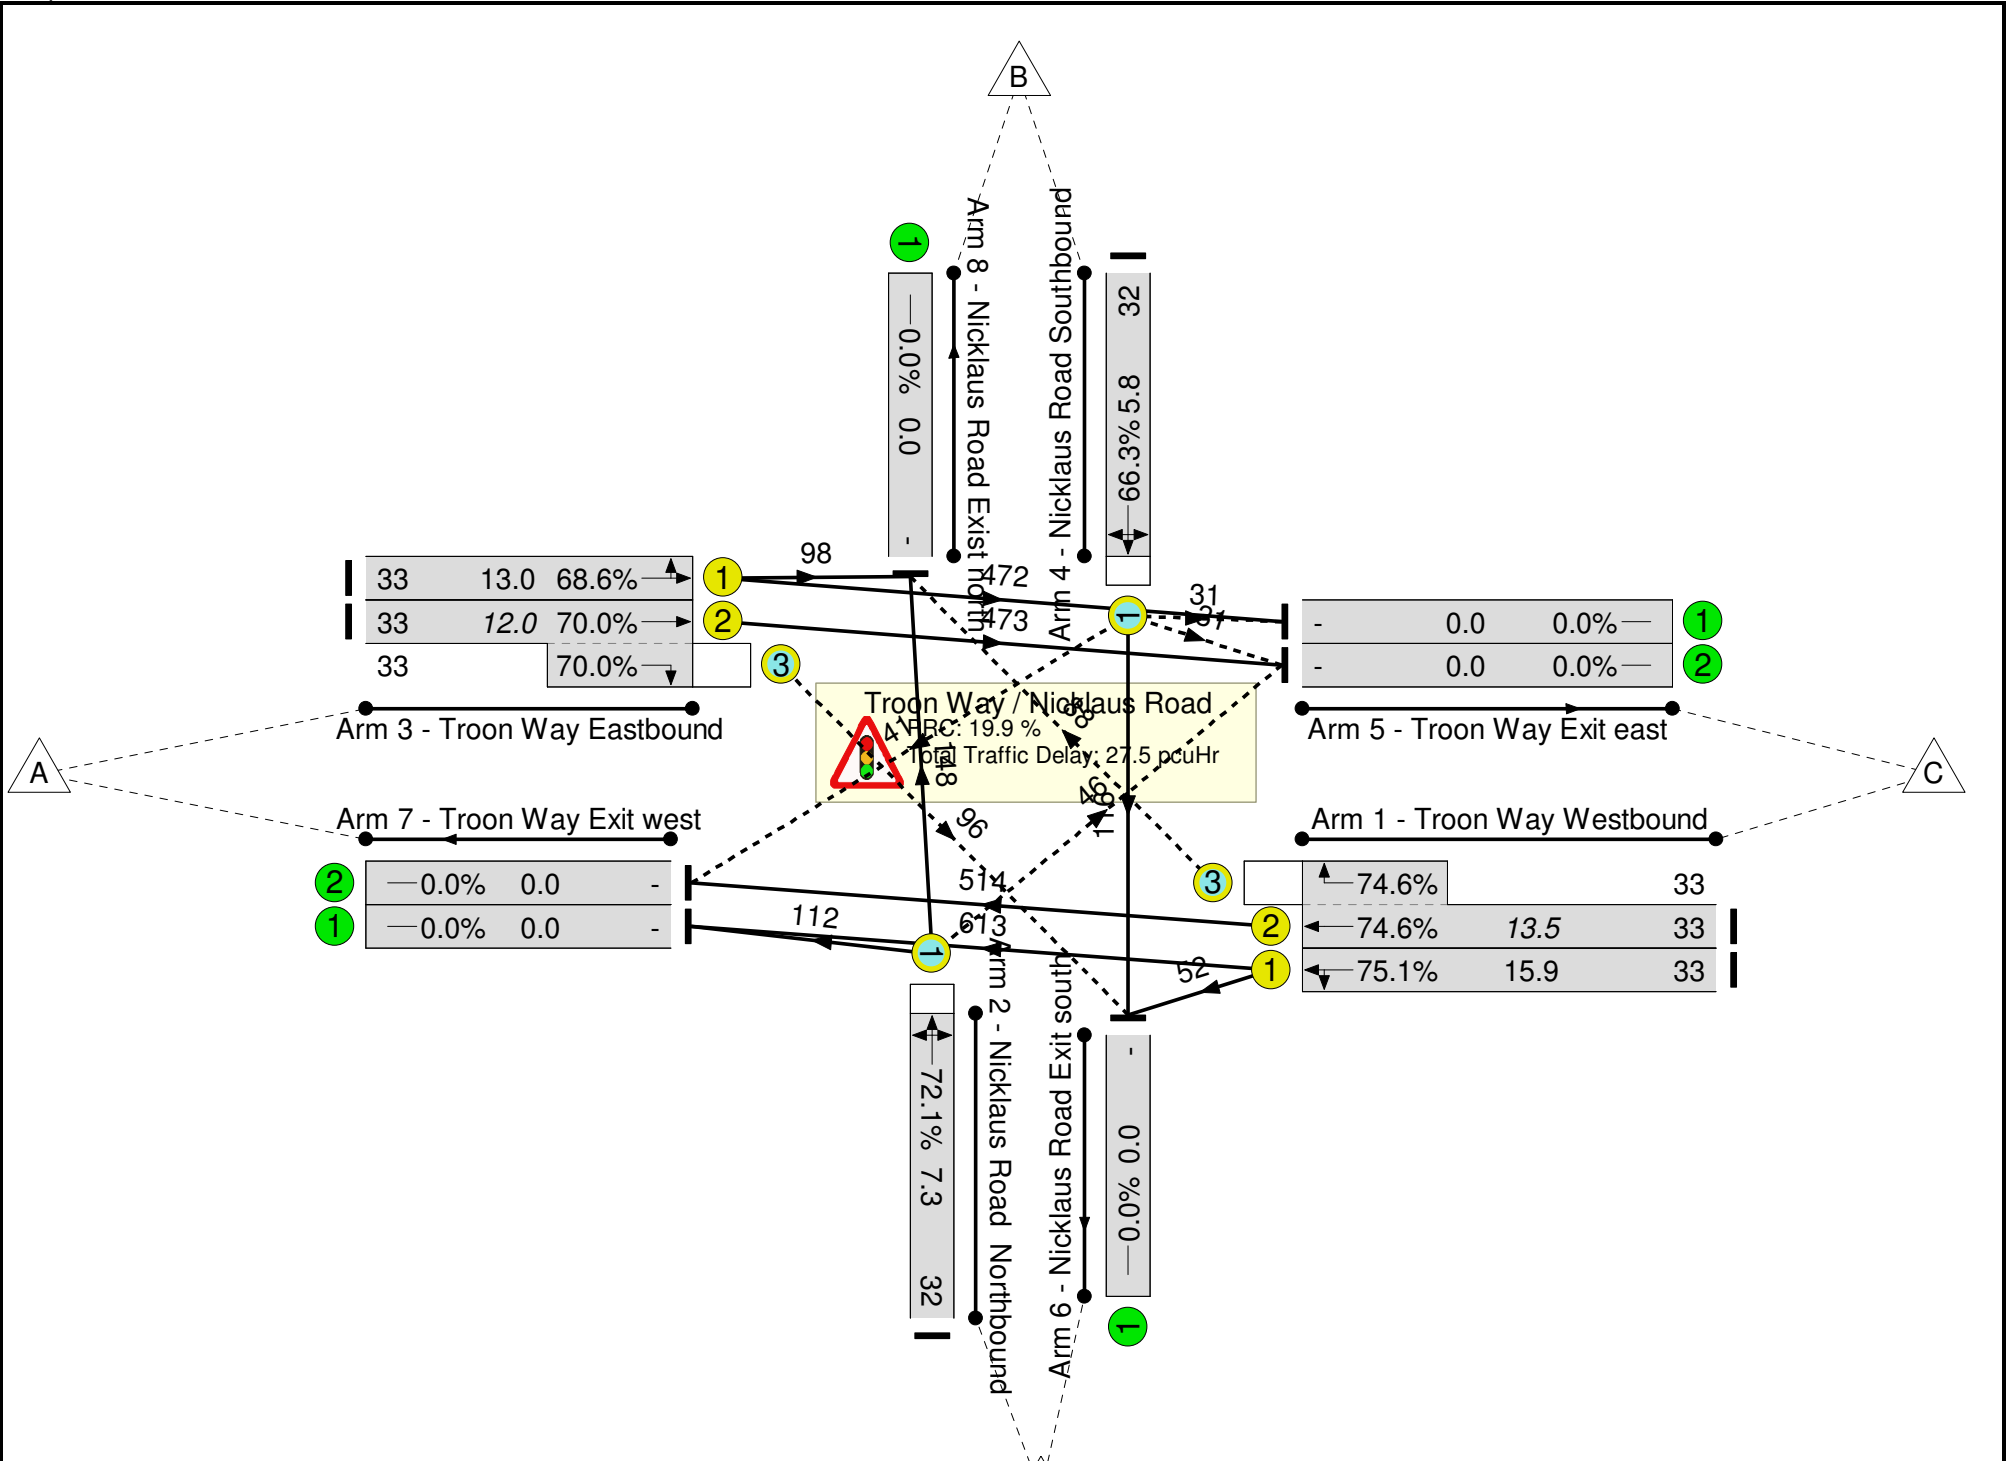 B
Arm 8 - Nicklaus Road Exist north
Arm 4 - Nicklaus Road Southbound
1
0.0% 0.0 -
32 5.8 66.3%
33 13.0 68.6% 1
33 12.0 70.0% 2
33 70.0% 3
Arm 3 - Troon Way Eastbound
98
472
473
1
31
31
- 0.0 0.0% 1
- 0.0 0.0% 2
Arm 5 - Troon Way Exit east
Troon Way / Nicklaus Road
PRC: 19.9 %
Total Traffic Delay: 27.5 pcuHr
41
148
96
46
A
C
Arm 7 - Troon Way Exit west
2 0.0% 0.0 -
1 0.0% 0.0 -
112
514
613
52
1
Arm 1 - Troon Way Westbound
3 74.6% 33
2 74.6% 13.5 33
1 75.1% 15.9 33
72.1% 7.3 32
Arm 2 - Nicklaus Road Northbound
Arm 6 - Nicklaus Road Exit south
0.0% 0.0 -
1